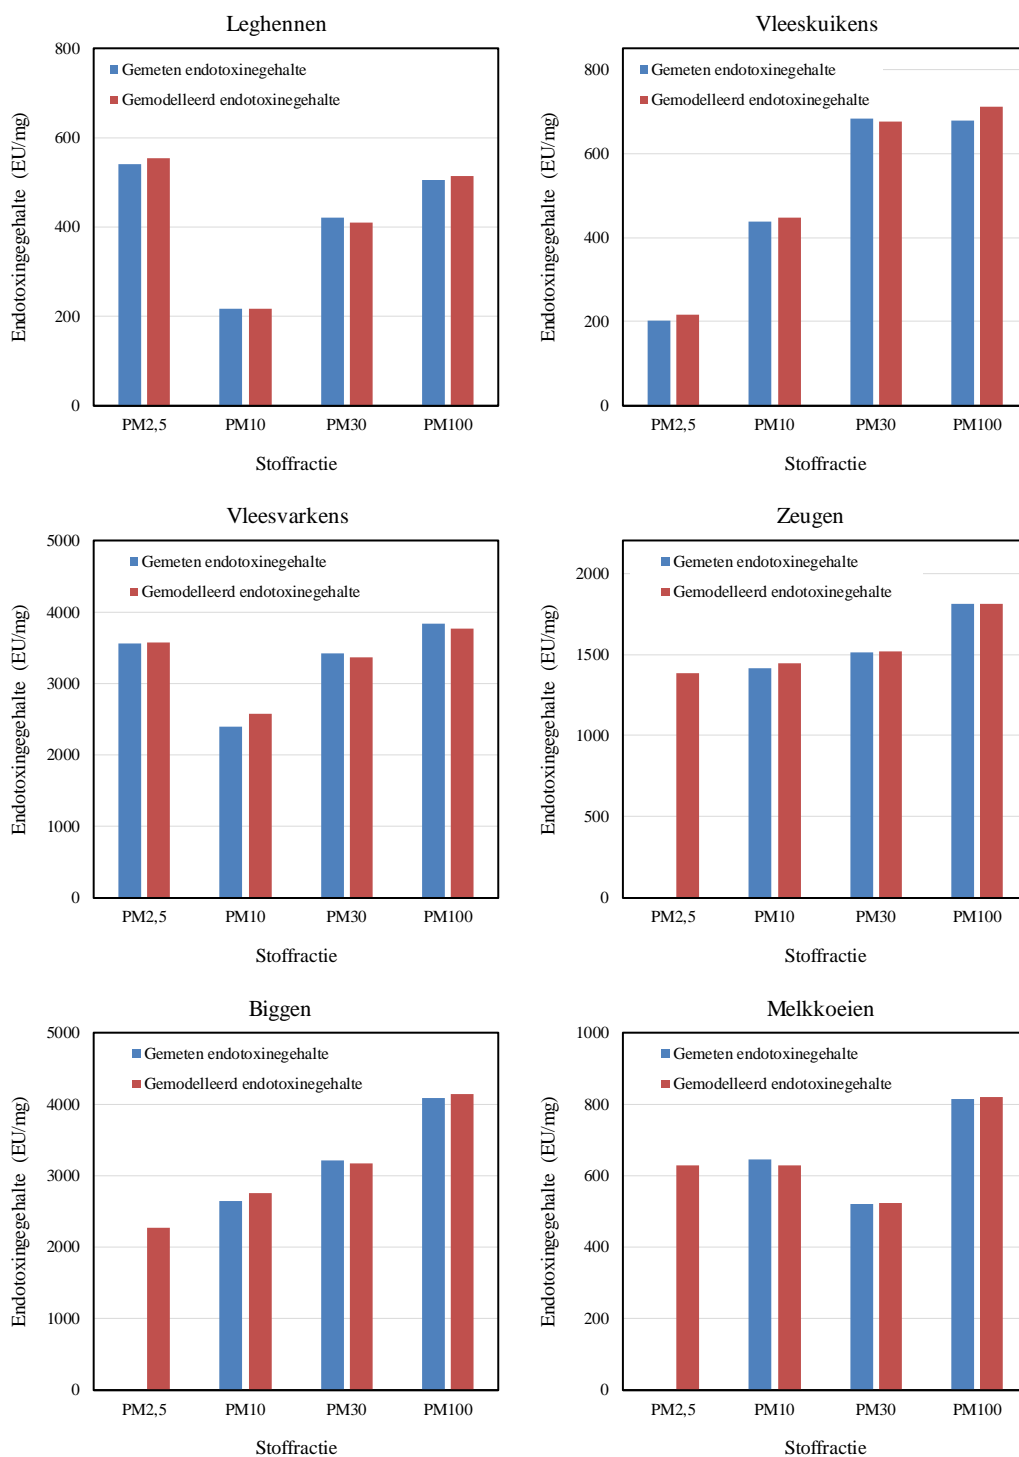 Leghennen
800
600
400
200
0
Gemeten endotoxinegehalte
Gemodelleerd endotoxinegehalte
Endotoxingegehalte (EU/mg)
PM2,5 PM10 PM30 PM100
Stoffractie
Vleeskuikens
800
600
400
200
0
Gemeten endotoxinegehalte
Gemodelleerd endotoxinegehalte
Endotoxingegehalte (EU/mg)
PM2,5 PM10 PM30 PM100
Stoffractie
Vleesvarkens
5000
4000
3000
2000
1000
0
Gemeten endotoxinegehalte
Gemodelleerd endotoxinegehalte
Endotoxingegehalte (EU/mg)
PM2,5 PM10 PM30 PM100
Stoffractie
Zeugen
2000
1500
1000
500
0
Gemeten endotoxinegehalte
Gemodelleerd endotoxinegehalte
Endotoxingegehalte (EU/mg)
PM2,5 PM10 PM30 PM100
Stoffractie
Biggen
5000
4000
3000
2000
1000
0
Gemeten endotoxinegehalte
Gemodelleerd endotoxinegehalte
Endotoxingegehalte (EU/mg)
PM2,5 PM10 PM30 PM100
Stoffractie
Melkkoeien
1000
800
600
400
200
0
Gemeten endotoxinegehalte
Gemodelleerd endotoxinegehalte
Endotoxingegehalte (EU/mg)
PM2,5 PM10 PM30 PM100
Stoffractie